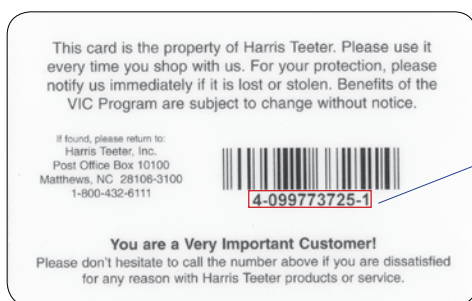 This card is the property of Harris Teeter. Please use it
every time you shop with us. For your protection, please
notify us immediately if it is lost or stolen. Benefits of the
VIC Program are subject to change without notice.
If found, please return to:
Harris Teeter, Inc.
Post Office Box 10100
Matthews, NC 28106-3100
1-800-432-6111
4-099773725-1
You are a Very Important Customer!
Please don't hesitate to call the number above if you are dissatisfied
for any reason with Harris Teeter products or service.